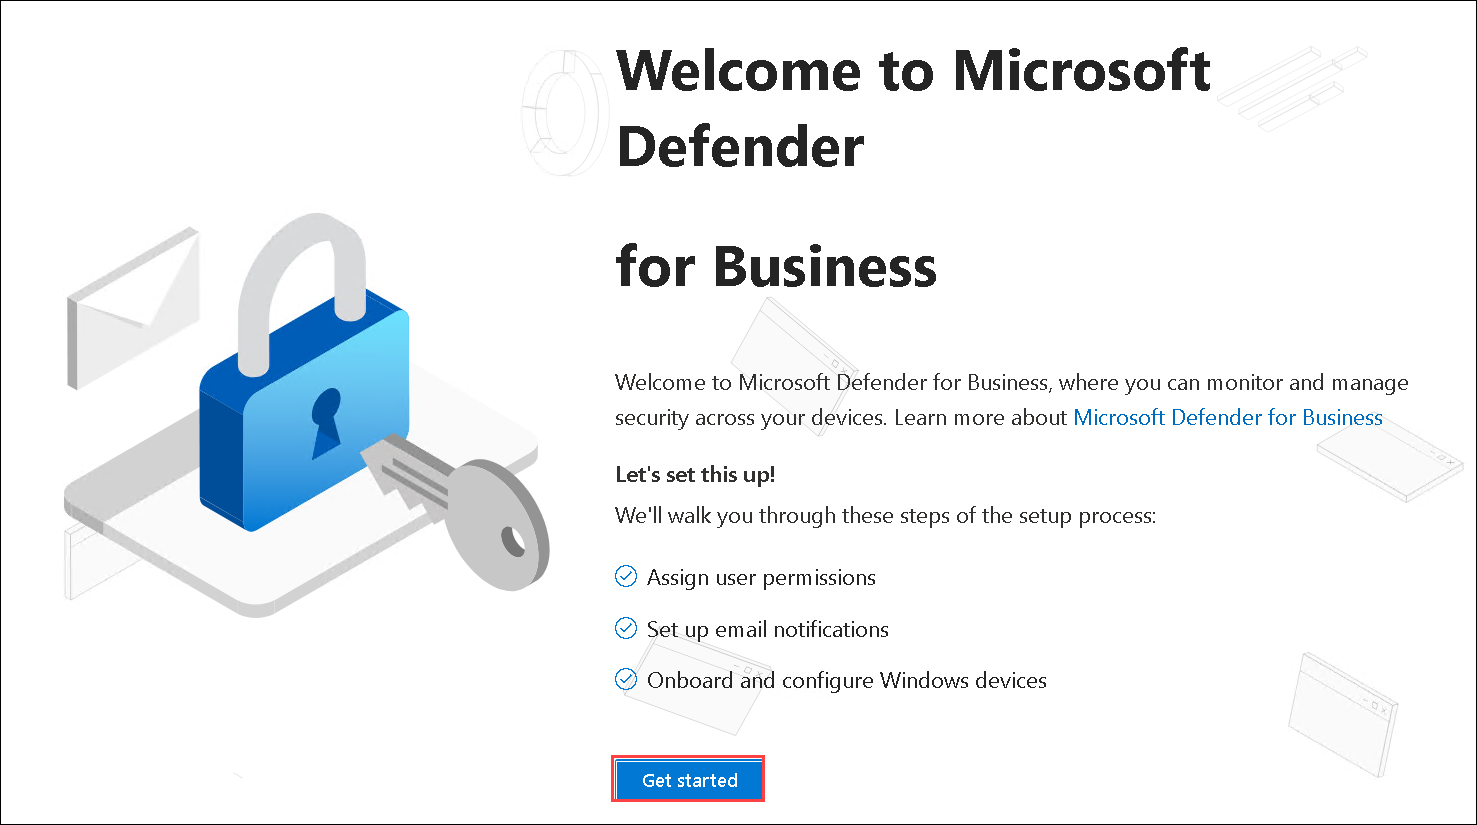 Welcome to Microsoft
Defender
for Business
Welcome to Microsoft Defender for Business, where you can monitor and manage
security across your devices. Learn more about Microsoft Defender for Business
Let's set this up!
We'll walk you through these steps of the setup process:
Assign user permissions
Set up email notifications
Onboard and configure Windows devices
Get started